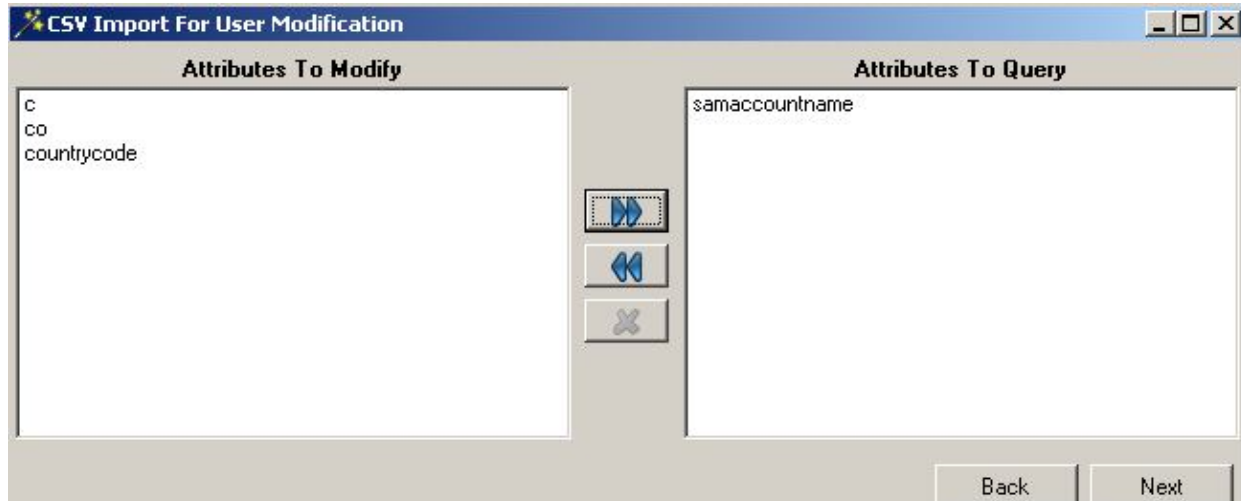 CSV Import For User Modification
Attributes To Modify
Attributes To Query
c
co
countrycode
samaccountname
Back
Next